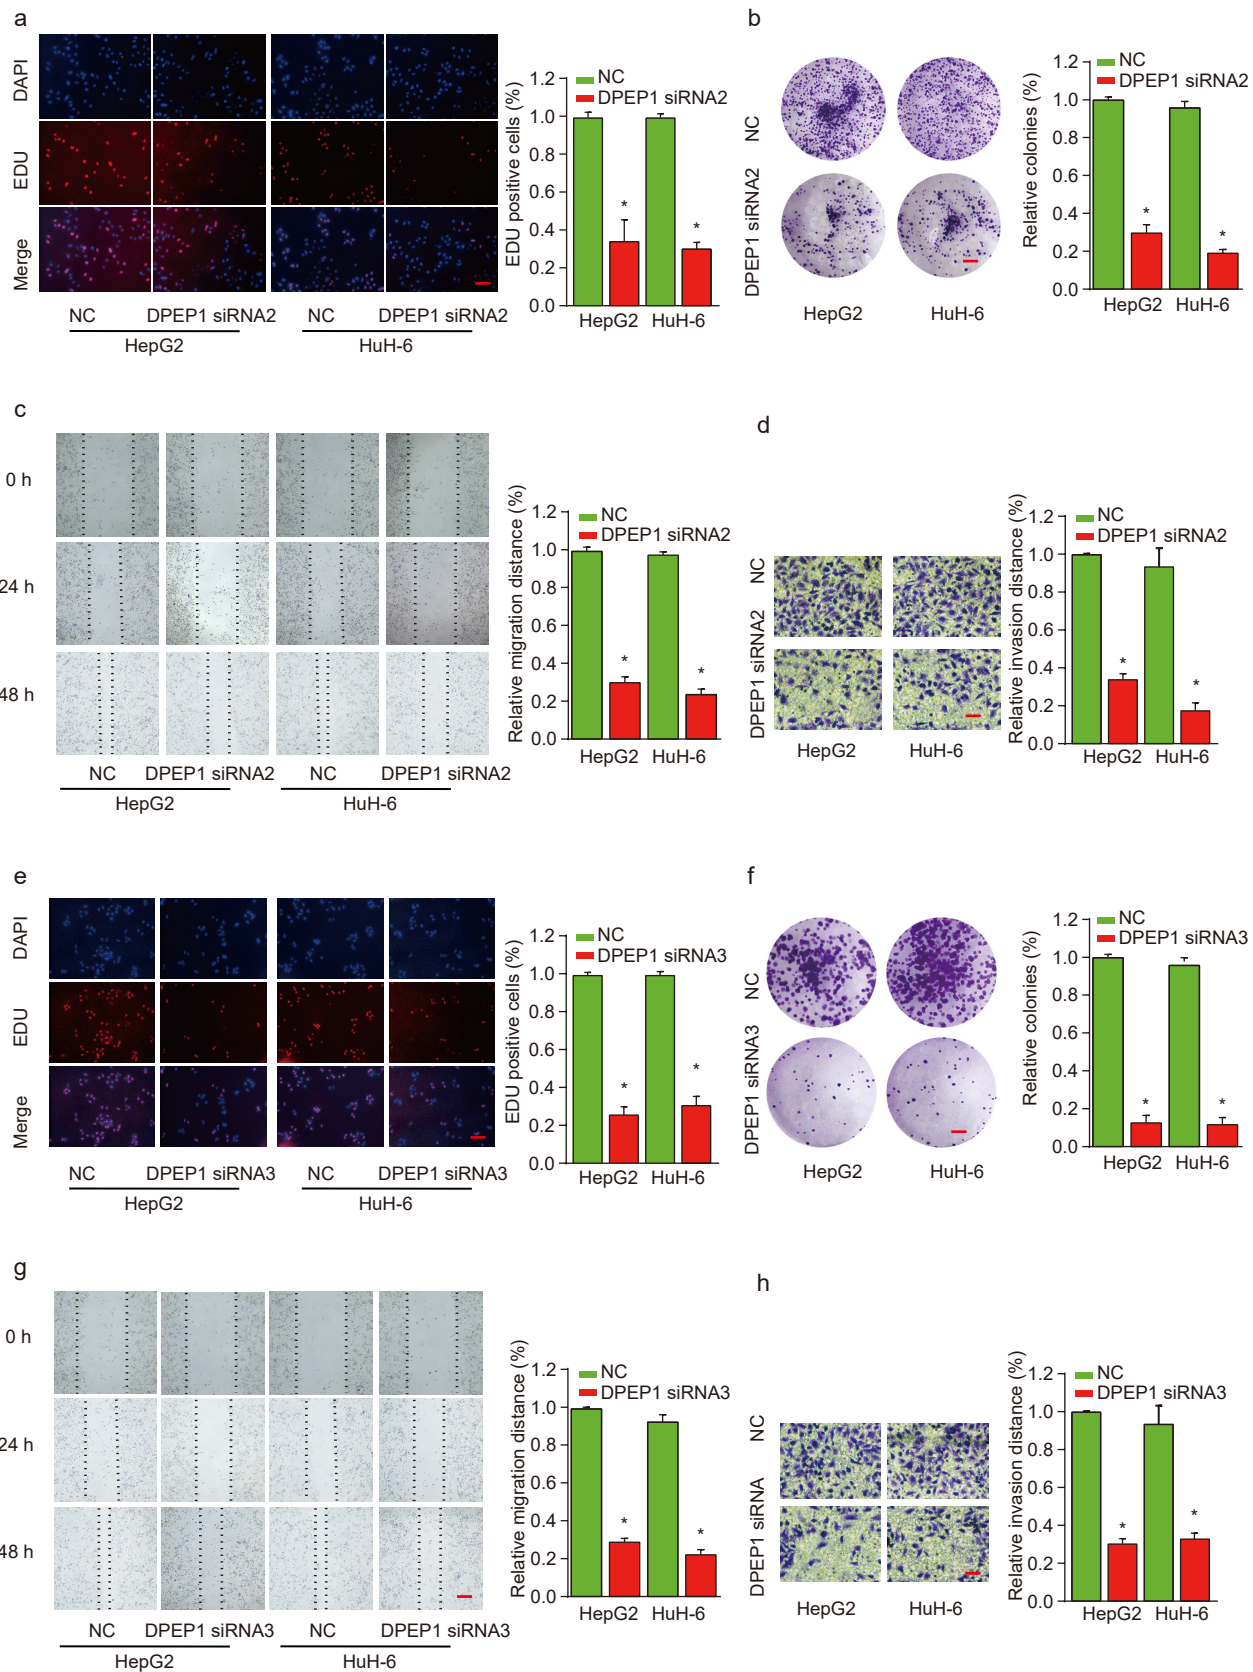 a
DAPI
EDU
Merge
NC DPEP1 siRNA2 NC DPEP1 siRNA2
HepG2 HuH-6
EDU positive cells (%)
NC
DPEP1 siRNA2
1.2
1.0
0.8
0.6
0.4
0.2
0.0
* *
HepG2 HuH-6
b
NC
DPEP1 siRNA2
HepG2 HuH-6
Relative colonies (%)
NC
DPEP1 siRNA2
1.2
1.0
0.8
0.6
0.4
0.2
0.0
* *
HepG2 HuH-6
c
0 h
24 h
48 h
NC DPEP1 siRNA2 NC DPEP1 siRNA2
HepG2 HuH-6
Relative migration distance (%)
NC
DPEP1 siRNA2
1.2
1.0
0.8
0.6
0.4
0.2
0.0
* *
HepG2 HuH-6
d
NC
DPEP1 siRNA2
HepG2 HuH-6
Relative invasion distance (%)
NC
DPEP1 siRNA2
1.2
1.0
0.8
0.6
0.4
0.2
0.0
* *
HepG2 HuH-6
e
DAPI
EDU
Merge
NC DPEP1 siRNA3 NC DPEP1 siRNA3
HepG2 HuH-6
EDU positive cells (%)
NC
DPEP1 siRNA3
1.2
1.0
0.8
0.6
0.4
0.2
0.0
* *
HepG2 HuH-6
f
NC
DPEP1 siRNA3
HepG2 HuH-6
Relative colonies (%)
NC
DPEP1 siRNA3
1.2
1.0
0.8
0.6
0.4
0.2
0.0
* *
HepG2 HuH-6
g
0 h
24 h
48 h
NC DPEP1 siRNA3 NC DPEP1 siRNA3
HepG2 HuH-6
Relative migration distance (%)
NC
DPEP1 siRNA3
1.2
1.0
0.8
0.6
0.4
0.2
0.0
* *
HepG2 HuH-6
h
NC
DPEP1 siRNA
HepG2 HuH-6
Relative invasion distance (%)
NC
DPEP1 siRNA3
1.2
1.0
0.8
0.6
0.4
0.2
0.0
* *
HepG2 HuH-6